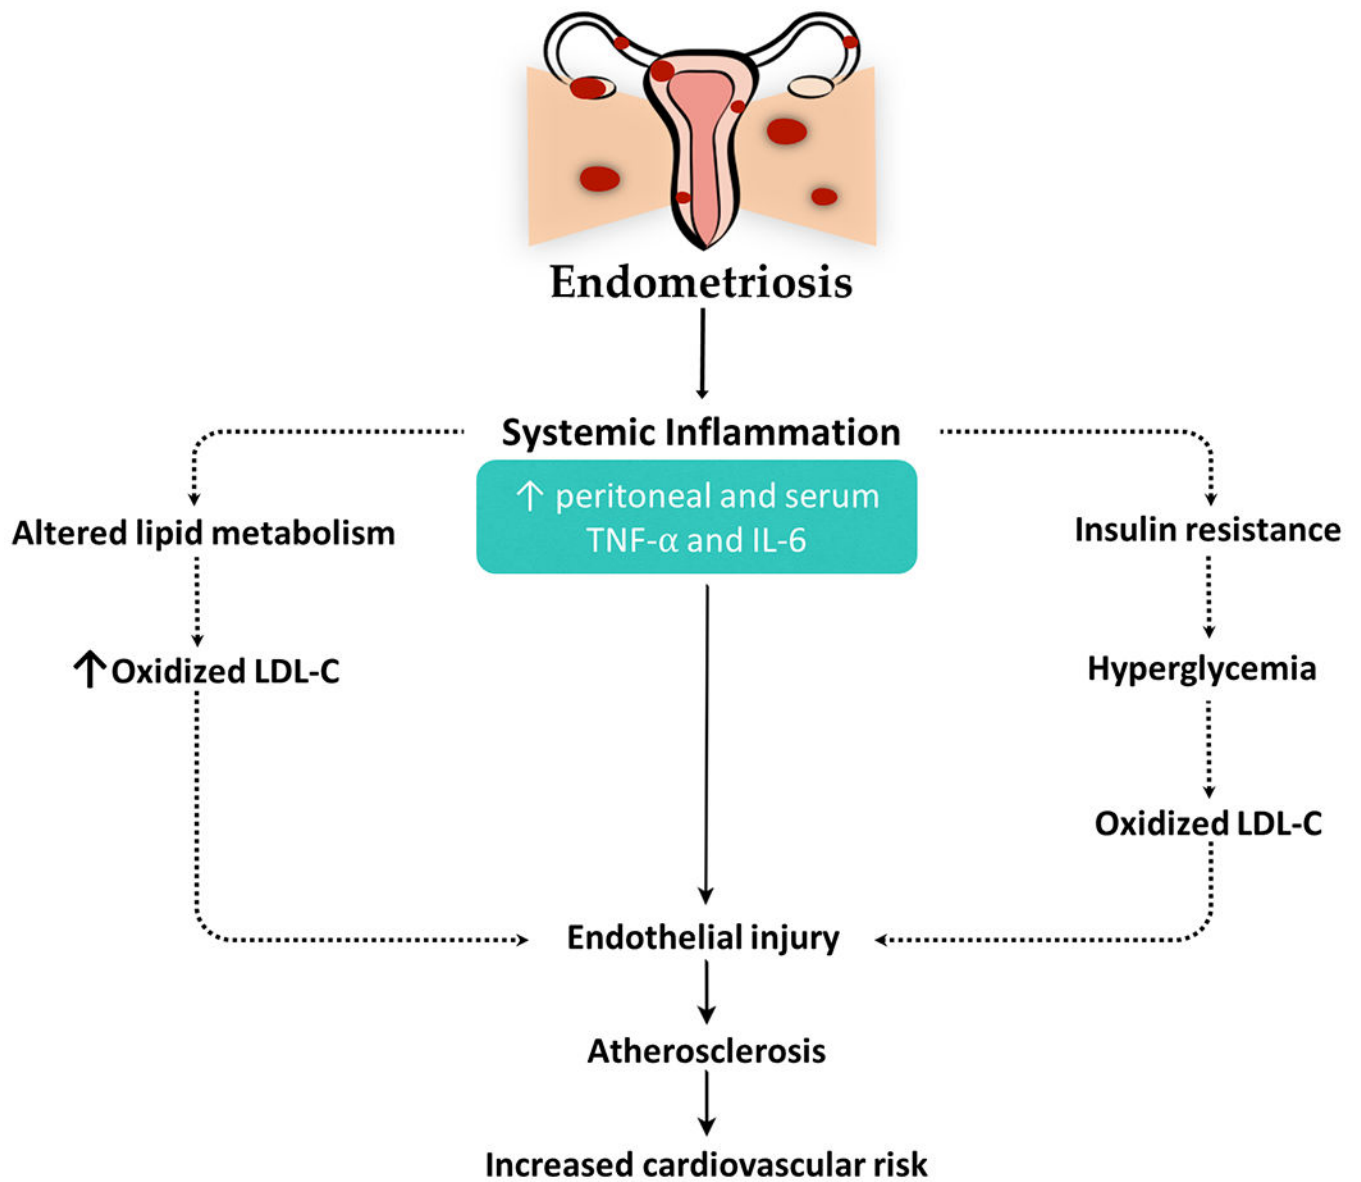 Endometriosis
Systemic Inflammation
↑ peritoneal and serum
TNF-α and IL-6
Altered lipid metabolism
↑Oxidized LDL-C
Insulin resistance
Hyperglycemia
Oxidized LDL-C
Endothelial injury
Atherosclerosis
Increased cardiovascular risk